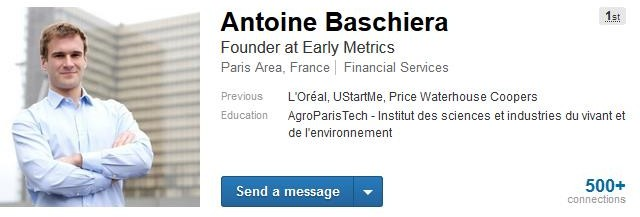 Antoine Baschiera
1st
Founder at Early Metrics
Paris Area, France | Financial Services
Previous L'Oréal, UStartMe, Price Waterhouse Coopers
Education AgroParisTech - Institut des sciences et industries du vivant et
de l'environnement
Send a message
500+
connections